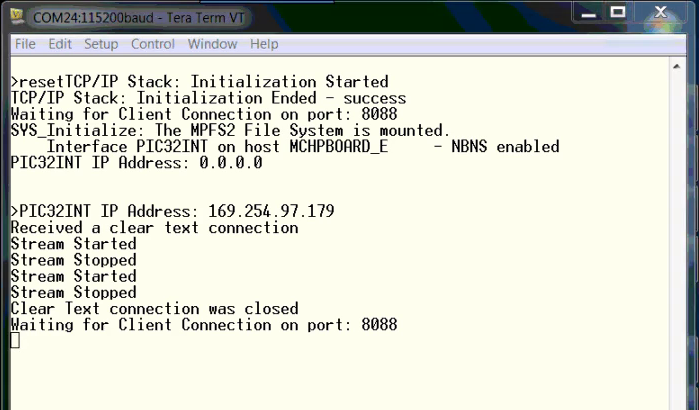 COM24:115200baud - Tera Term VT
File Edit Setup Control Window Help
>resetTCP/IP Stack: Initialization Started
TCP/IP Stack: Initialization Ended - success
Waiting for Client Connection on port: 8088
SYS_Initialize: The MPFS2 File System is mounted.
    Interface PIC32INT on host MCHPBOARD_E     - NBNS enabled
PIC32INT IP Address: 0.0.0.0
>PIC32INT IP Address: 169.254.97.179
Received a clear text connection
Stream Started
Stream Stopped
Stream Started
Stream Stopped
Clear Text connection was closed
Waiting for Client Connection on port: 8088